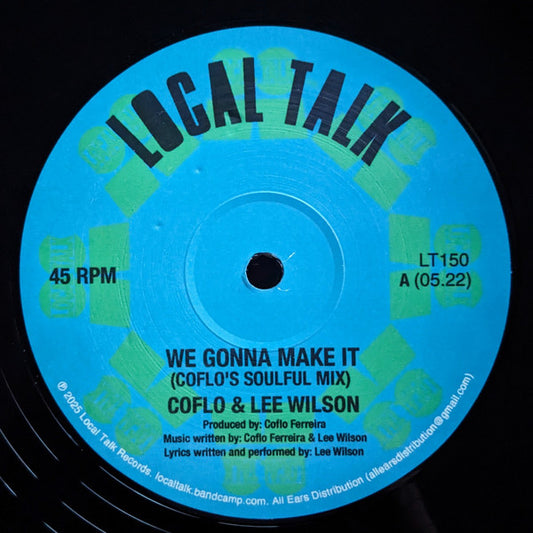 LOCAL TALK
45 RPM
LT150
A (05.22)
WE GONNA MAKE IT
(COFLO'S SOULFUL MIX)
COFLO & LEE WILSON
Produced by: Coflo Ferreira
Music written by: Coflo Ferreira & Lee Wilson
Lyrics written and performed by: Lee Wilson
℗ 2025 Local Talk Records. localtalk.bandcamp.com. All Ears Distribution (allearsdistribution@gmail.com)